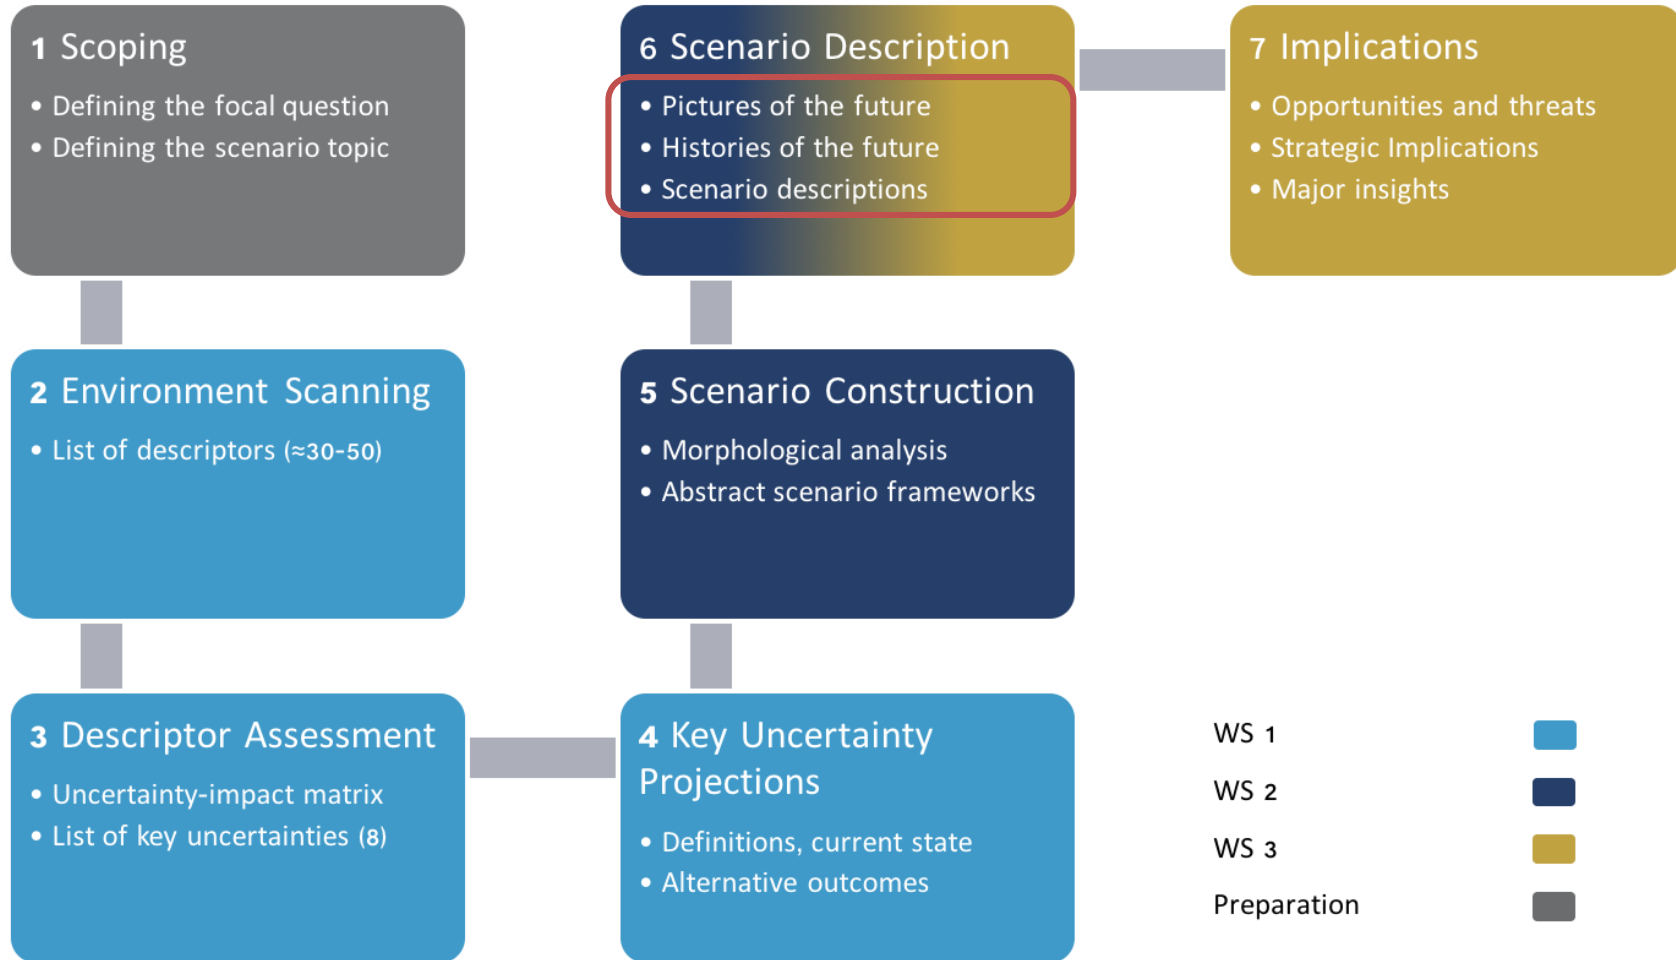 1 Scoping
• Defining the focal question
• Defining the scenario topic
2 Environment Scanning
• List of descriptors (≈30-50)
3 Descriptor Assessment
• Uncertainty-impact matrix
• List of key uncertainties (8)
4 Key Uncertainty
Projections
• Definitions, current state
• Alternative outcomes
5 Scenario Construction
• Morphological analysis
• Abstract scenario frameworks
6 Scenario Description
• Pictures of the future
• Histories of the future
• Scenario descriptions
7 Implications
• Opportunities and threats
• Strategic Implications
• Major insights
WS 1
WS 2
WS 3
Preparation